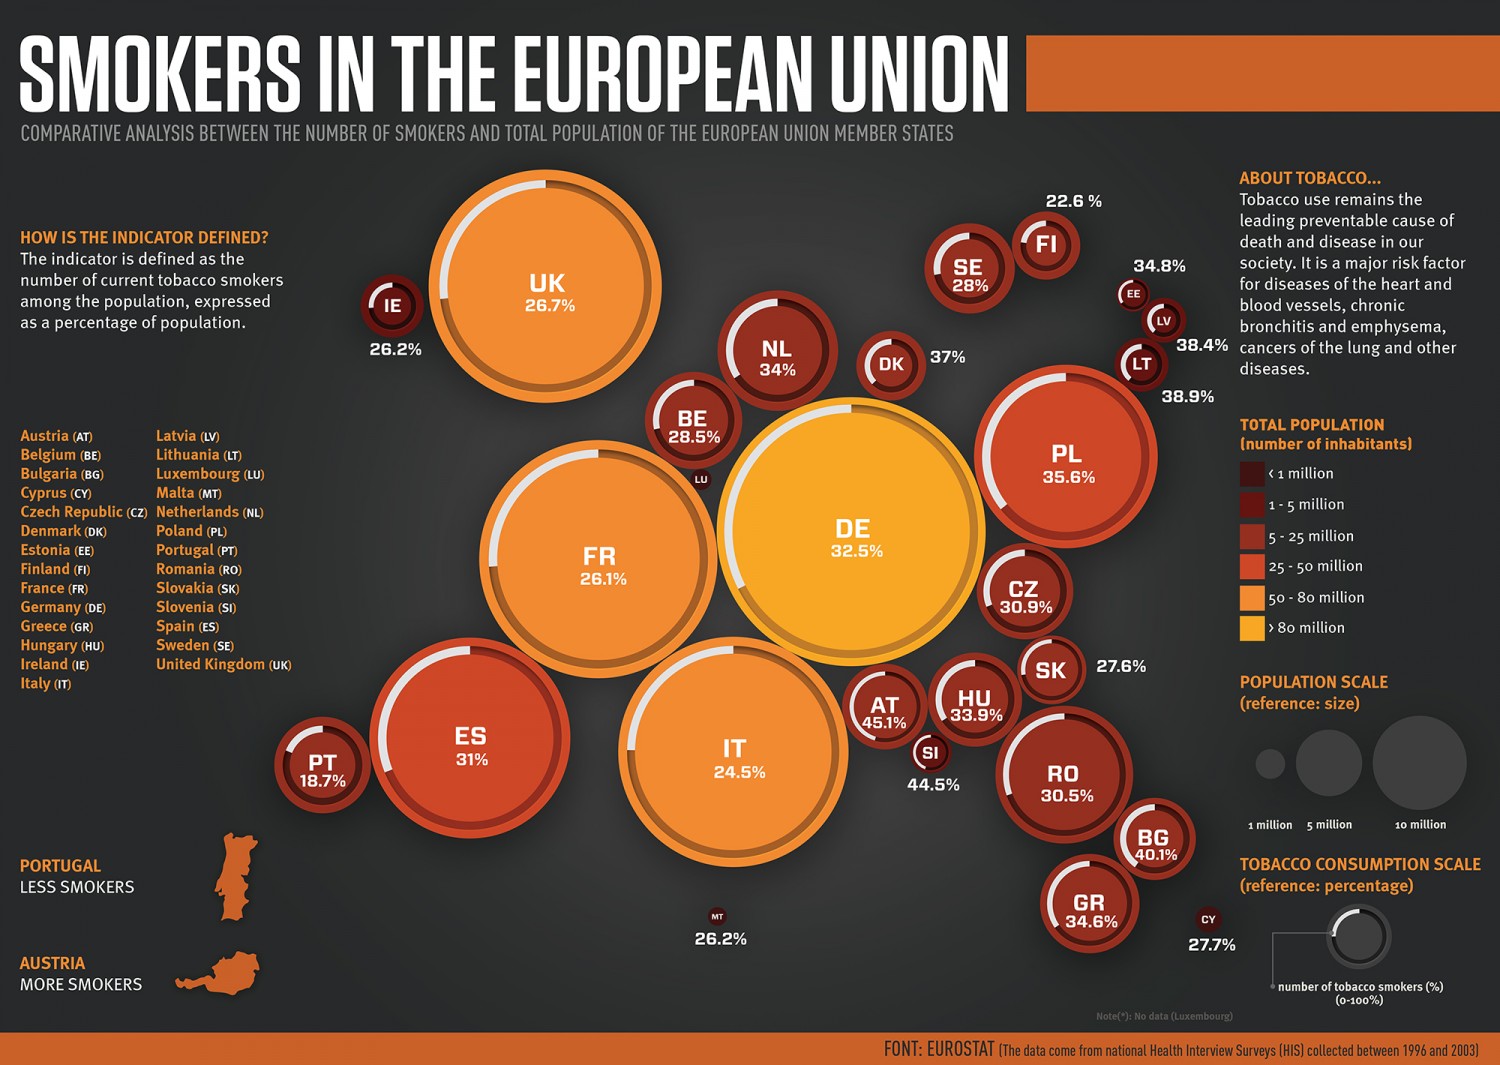 SMOKERS IN THE EUROPEAN UNION
COMPARATIVE ANALYSIS BETWEEN THE NUMBER OF SMOKERS AND TOTAL POPULATION OF THE EUROPEAN UNION MEMBER STATES
HOW IS THE INDICATOR DEFINED?
The indicator is defined as the
number of current tobacco smokers
among the population, expressed
as a percentage of population.
Austria (AT)
Belgium (BE)
Bulgaria (BG)
Cyprus (CY)
Czech Republic (CZ)
Denmark (DK)
Estonia (EE)
Finland (FI)
France (FR)
Germany (DE)
Greece (GR)
Hungary (HU)
Ireland (IE)
Italy (IT)
Latvia (LV)
Lithuania (LT)
Luxembourg (LU)
Malta (MT)
Netherlands (NL)
Poland (PL)
Portugal (PT)
Romania (RO)
Slovakia (SK)
Slovenia (SI)
Spain (ES)
Sweden (SE)
United Kingdom (UK)
PORTUGAL
LESS SMOKERS
AUSTRIA
MORE SMOKERS
IE
26.2%
UK
26.7%
SE
28%
22.6 %
FI
34.8%
EE
LV
38.4%
LT
38.9%
NL
34%
DK
37%
BE
28.5%
LU
PL
35.6%
FR
26.1%
DE
32.5%
CZ
30.9%
SK
27.6%
PT
18.7%
ES
31%
IT
24.5%
AT
45.1%
HU
33.9%
SI
44.5%
RO
30.5%
BG
40.1%
GR
34.6%
MT
26.2%
CY
27.7%
ABOUT TOBACCO...
Tobacco use remains the
leading preventable cause of
death and disease in our
society. It is a major risk factor
for diseases of the heart and
blood vessels, chronic
bronchitis and emphysema,
cancers of the lung and other
diseases.
TOTAL POPULATION
(number of inhabitants)
< 1 million
1 - 5 million
5 - 25 million
25 - 50 million
50 - 80 million
> 80 million
POPULATION SCALE
(reference: size)
1 million 5 million 10 million
TOBACCO CONSUMPTION SCALE
(reference: percentage)
number of tobacco smokers (%)
(0-100%)
Note(*): No data (Luxembourg)
FONT: EUROSTAT (The data come from national Health Interview Surveys (HIS) collected between 1996 and 2003)